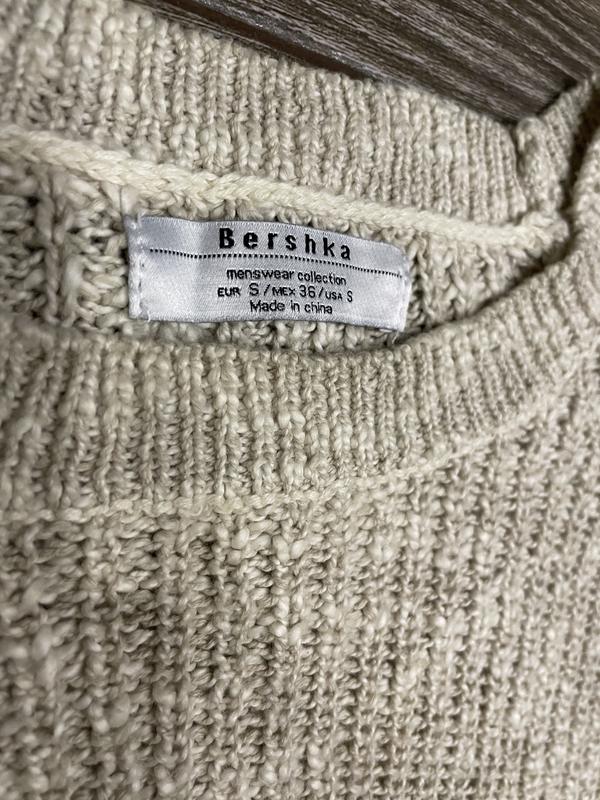 Bershka
menswear collection
EUR S / MEX 36 / USA S
Made in china